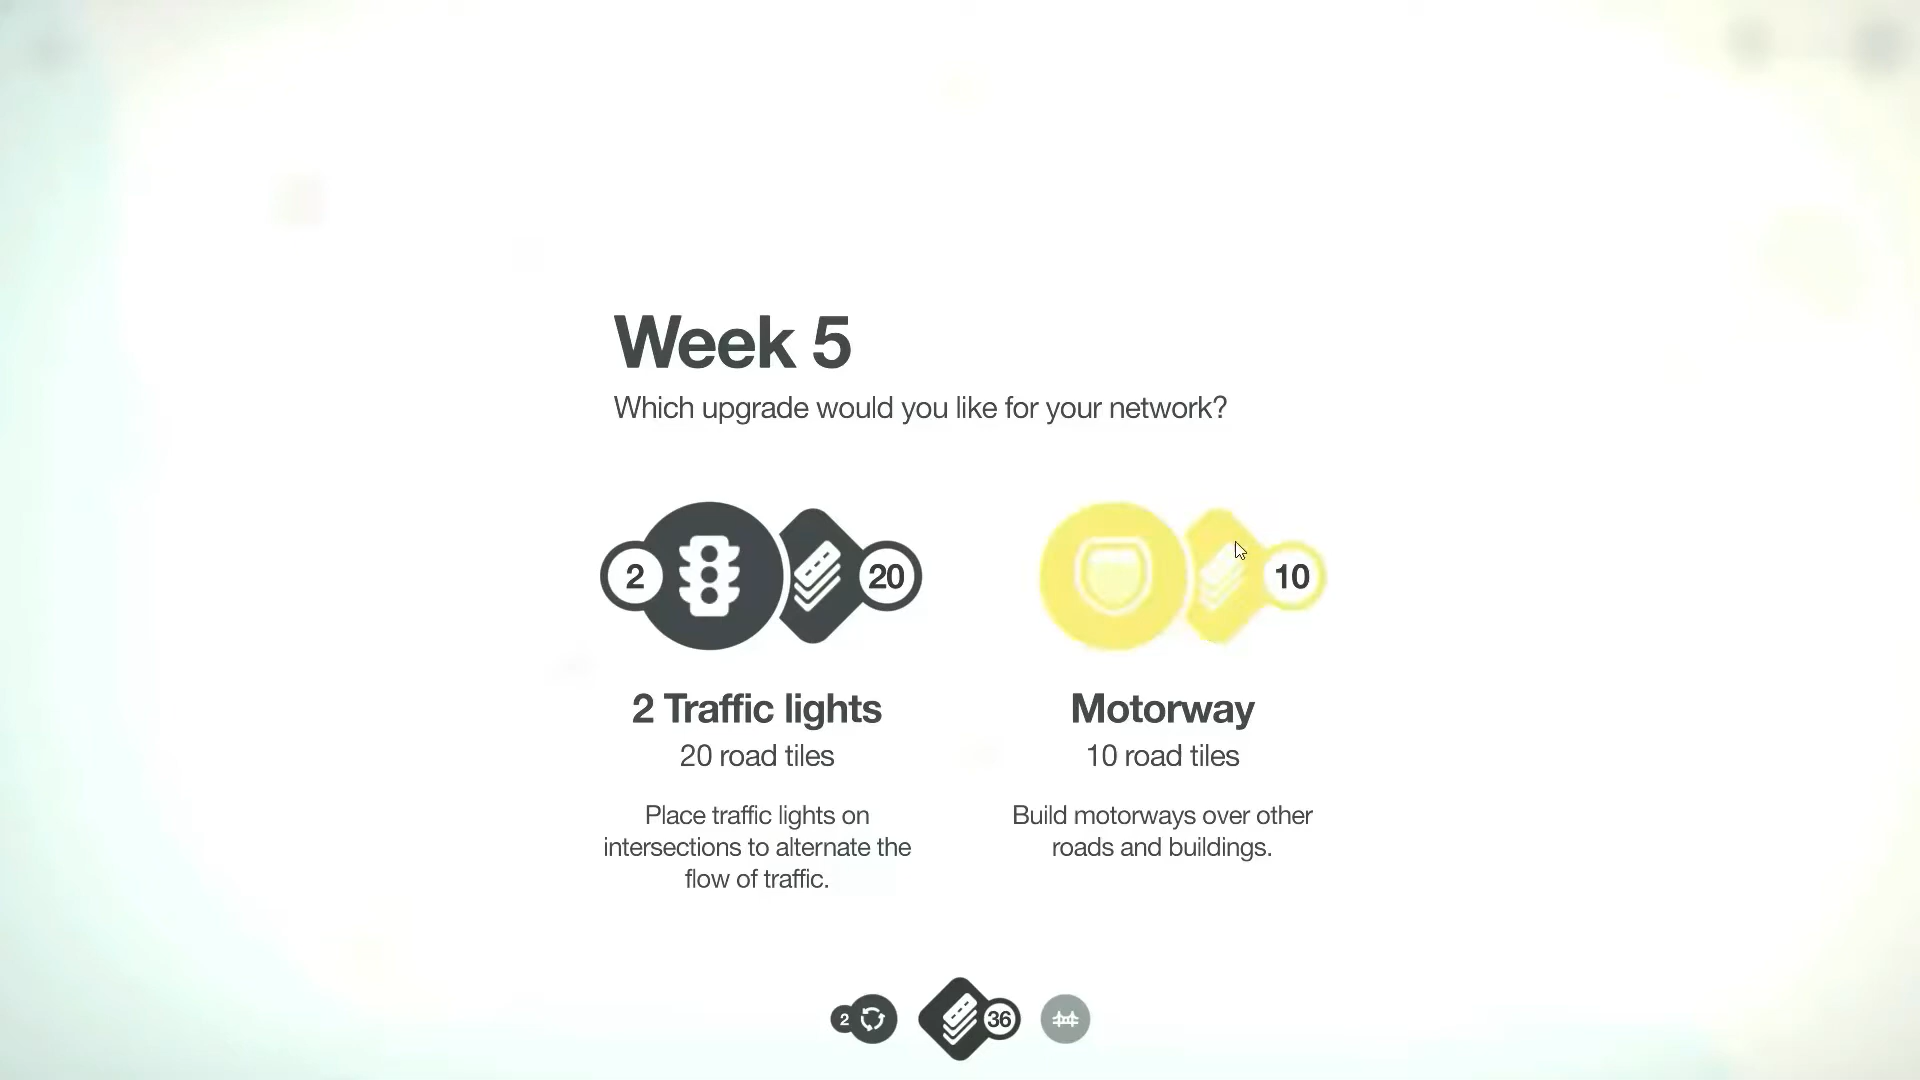 Week 5
Which upgrade would you like for your network?
2
20
10
2 Traffic lights
20 road tiles
Place traffic lights on
intersections to alternate the
flow of traffic.
Motorway
10 road tiles
Build motorways over other
roads and buildings.
2
36